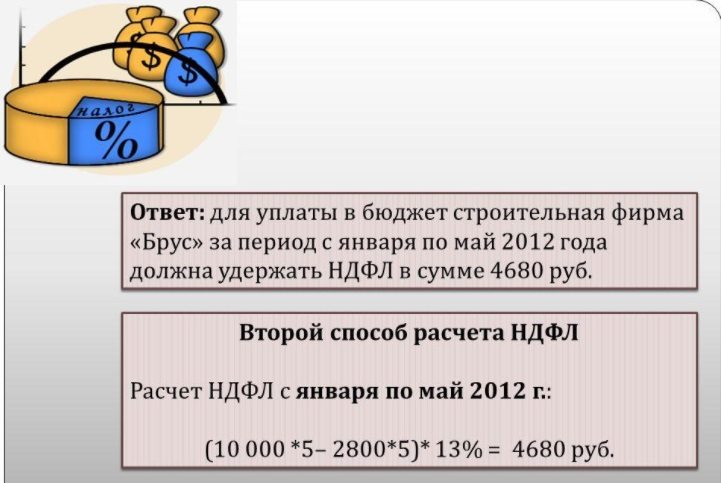 $ $ $
налог
%
Ответ: для уплаты в бюджет строительная фирма
«Брус» за период с января по май 2012 года
должна удержать НДФЛ в сумме 4680 руб.
Второй способ расчета НДФЛ
Расчет НДФЛ с января по май 2012 г.:
(10 000 *5– 2800*5)* 13% = 4680 руб.